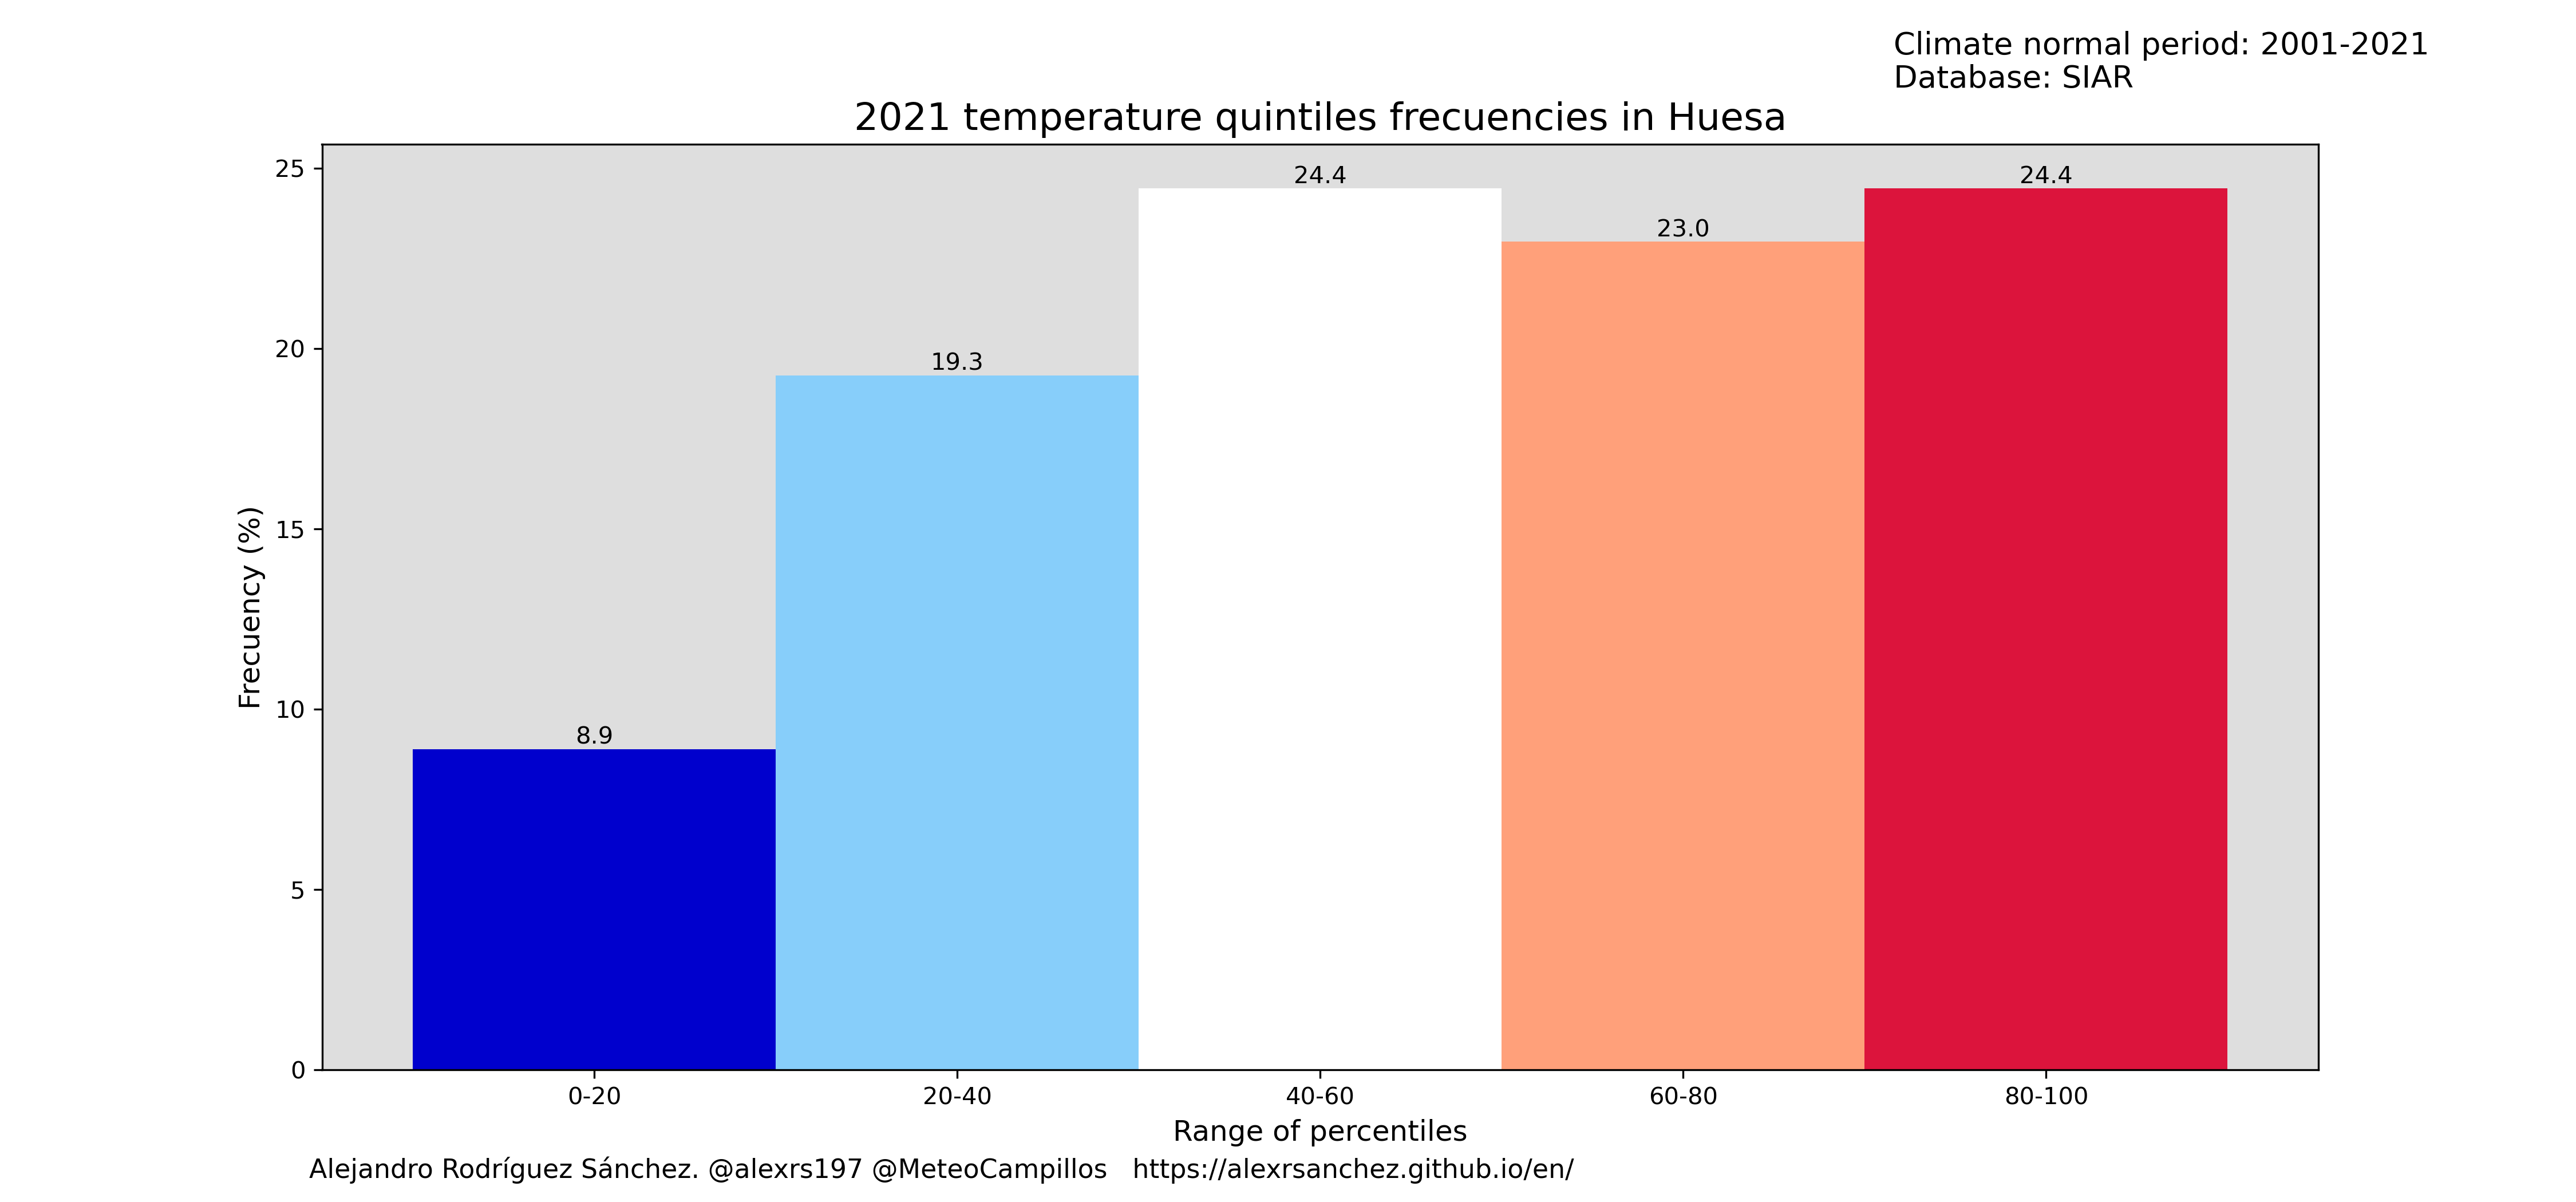 Climate normal period: 2001-2021
Database: SIAR
2021 temperature quintiles frecuencies in Huesa
25
24.4
24.4
23.0
20
19.3
Frecuency (%)
15
10
8.9
5
0
0-20 20-40 40-60 60-80 80-100
Range of percentiles
Alejandro Rodríguez Sánchez. @alexrs197 @MeteoCampillos https://alexrsanchez.github.io/en/